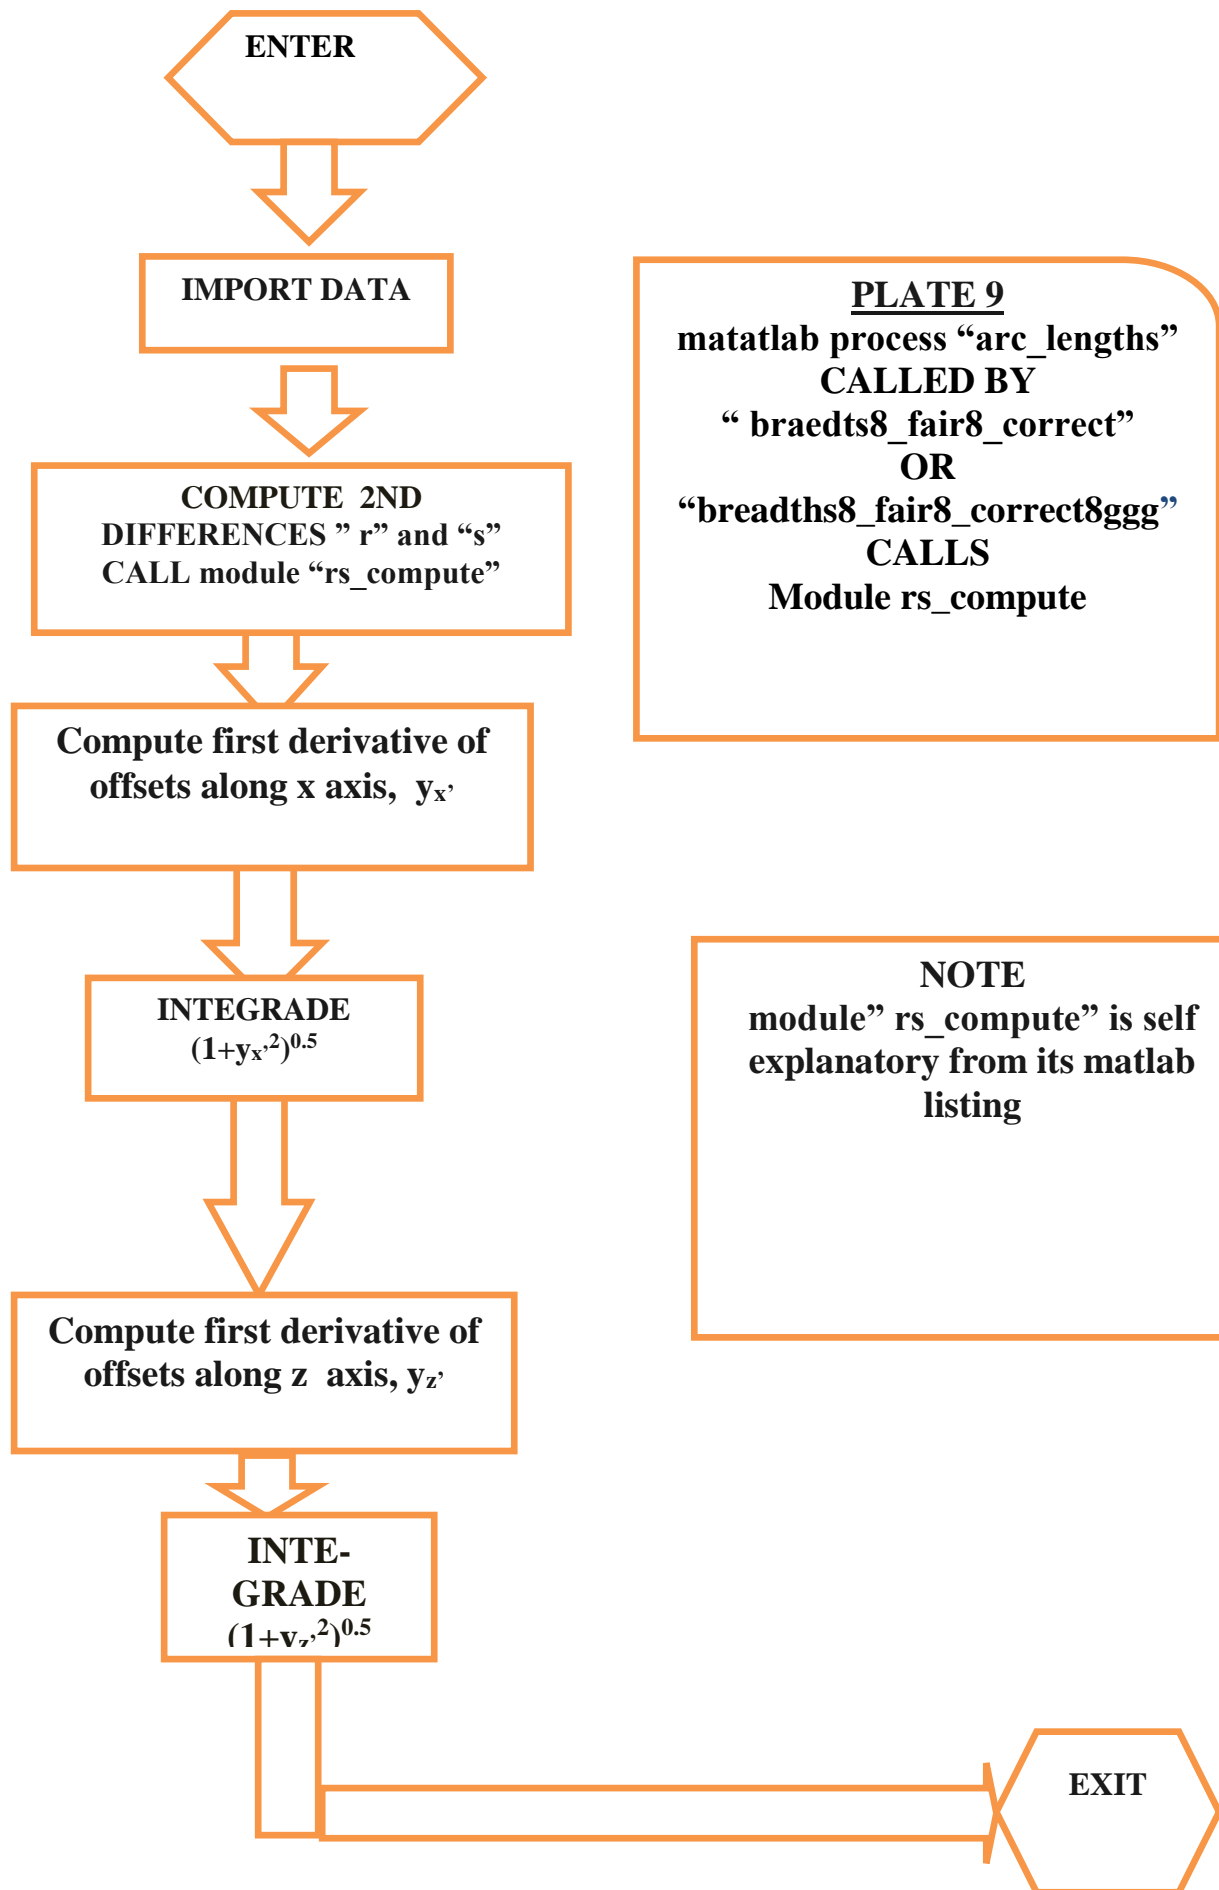 ENTER
IMPORT DATA
COMPUTE 2ND
DIFFERENCES ” r” and “s”
CALL module “rs_compute”
Compute first derivative of
offsets along x axis, yx’
INTEGRADE
(1+yx’²)⁰·⁵
Compute first derivative of
offsets along z axis, yz’
INTE-
GRADE
(1+yz’²)⁰·⁵
EXIT
PLATE 9
matatlab process “arc_lengths”
CALLED BY
“ braedts8_fair8_correct”
OR
“breadths8_fair8_correct8ggg”
CALLS
Module rs_compute
NOTE
module” rs_compute” is self
explanatory from its matlab
listing